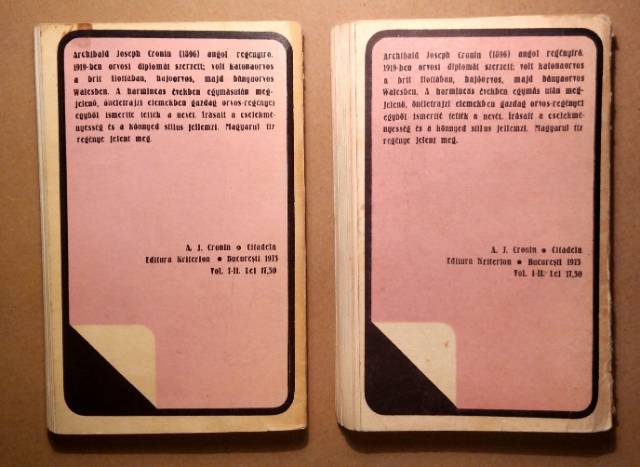 Archibald Joseph Cronin (1896) angol regényíró.
1919-ben orvosi diplomát szerzett; volt katonaorvos
a brit flottában, hajóorvos, majd bányaorvos
Walesben. A harmincas években egymásután meg-
jelenő, önéletrajzi elemekben gazdag orvos-regényei
egyből ismertté tették a nevét. Írásait a cselekmé-
nyesség és a könnyed stílus jellemzi. Magyarul tíz
regénye jelent meg.
A. J. Cronin • Citadela
Editura Kriterion • Bucureşti 1975
Vol. I-II. Lei 17,50
Archibald Joseph Cronin (1896) angol regényíró.
1919-ben orvosi diplomát szerzett; volt katonaorvos
a brit flottában, hajóorvos, majd bányaorvos
Walesben. A harmincas években egymás után meg-
jelenő, önéletrajzi elemekben gazdag orvos-regényei
egyből ismertté tették a nevét. Írásait a cselekmé-
nyesség és a könnyed stílus jellemzi. Magyarul tíz
regénye jelent meg.
A. J. Cronin • Citadela
Editura Kriterion • Bucureşti 1975
Vol. I-II. Lei 17,50